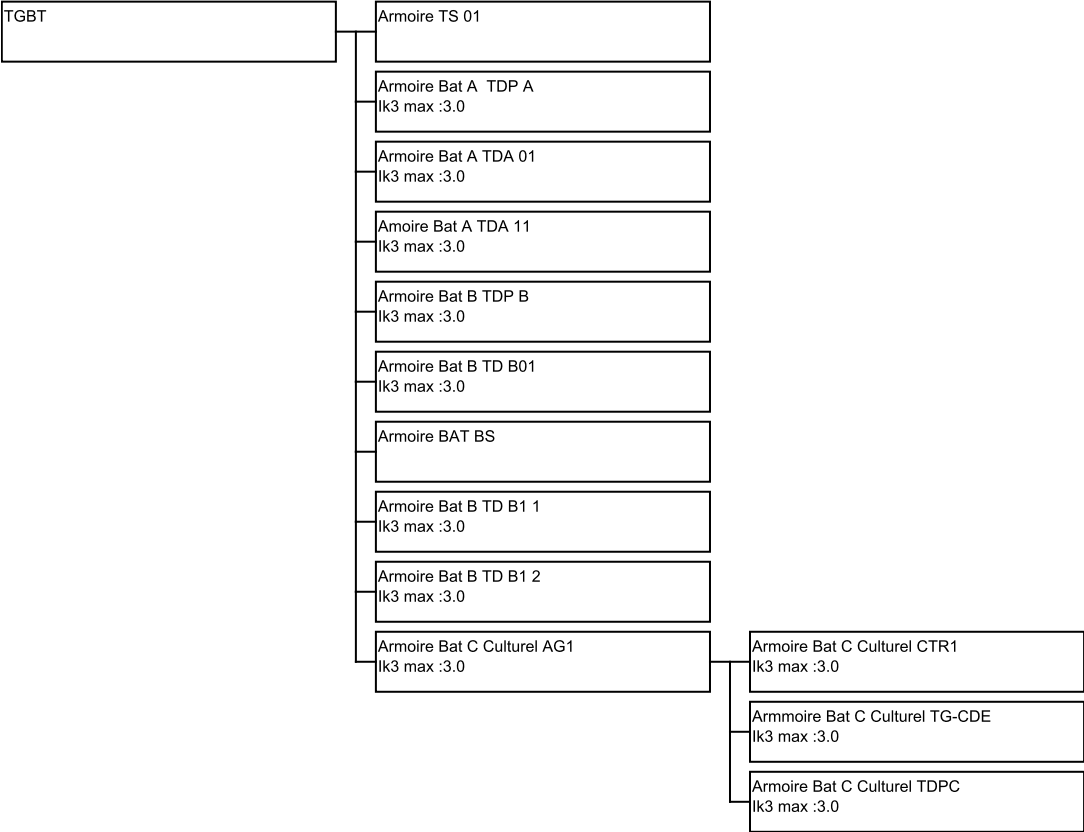 TGBT
Armoire TS 01
Armoire Bat A  TDP A
Ik3 max :3.0
Armoire Bat A TDA 01
Ik3 max :3.0
Amoire Bat A TDA 11
Ik3 max :3.0
Armoire Bat B TDP B
Ik3 max :3.0
Armoire Bat B TD B01
Ik3 max :3.0
Armoire BAT BS
Armoire Bat B TD B1 1
Ik3 max :3.0
Armoire Bat B TD B1 2
Ik3 max :3.0
Armoire Bat C Culturel AG1
Ik3 max :3.0
Armoire Bat C Culturel CTR1
Ik3 max :3.0
Armmoire Bat C Culturel TG-CDE
Ik3 max :3.0
Armoire Bat C Culturel TDPC
Ik3 max :3.0